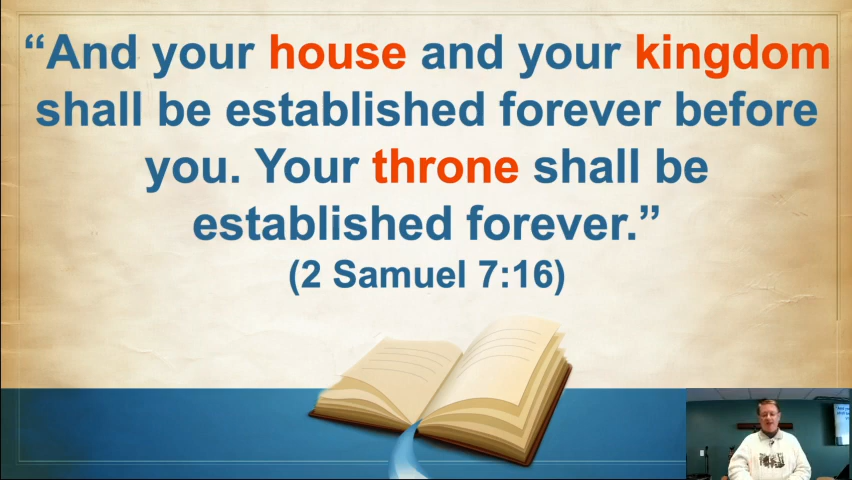 “And your house and your kingdom
shall be established forever before
you. Your throne shall be
established forever.”
(2 Samuel 7:16)